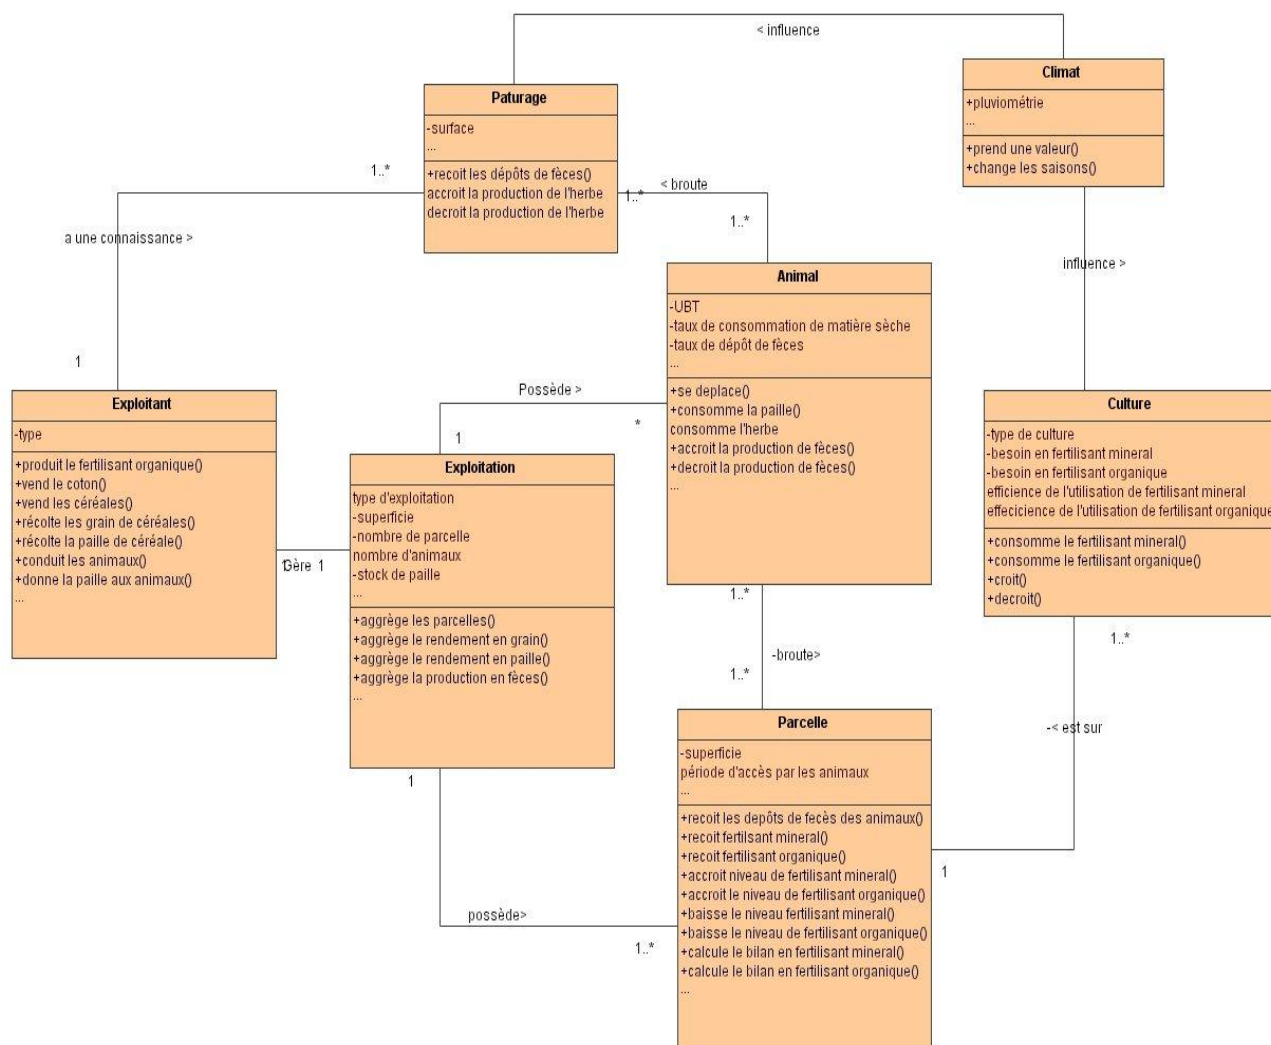 < influence
Climat
+pluviométrie
...
+prend une valeur()
+change les saisons()
Paturage
-surface
...
+recoit les dépôts de fèces()
accroit la production de l'herbe
decroit la production de l'herbe
1..*
1..*
< broute
1..*
a une connaissance >
1
influence >
Animal
-UBT
-taux de consommation de matière sèche
-taux de dépôt de fèces
...
+se deplace()
+consomme la paille()
consomme l'herbe
+accroit la production de fèces()
+decroit la production de fèces()
...
Possède >
*
1
Exploitant
-type
+produit le fertilisant organique()
+vend le coton()
+vend les céréales()
+récolte les grain de céréales()
+récolte la paille de céréale()
+conduit les animaux()
+donne la paille aux animaux()
...
1
Gère 1
Exploitation
type d'exploitation
-superficie
-nombre de parcelle
nombre d'animaux
-stock de paille
...
+aggrège les parcelles()
+aggrège le rendement en grain()
+aggrège le rendement en paille()
+aggrège la production en fèces()
...
Culture
-type de culture
-besoin en fertilisant mineral
-besoin en fertilisant organique
efficience de l'utilisation de fertilisant mineral
effecicience de l'utilisation de fertilisant organique
+consomme le fertilisant mineral()
+consomme le fertilisant organique()
+croit()
+decroit()
1..*
1..*
-broute>
1..*
-< est sur
1
1
possède>
1..*
Parcelle
-superficie
période d'accès par les animaux
...
+recoit les depôts de fecès des animaux()
+recoit fertilsant mineral()
+recoit fertilisant organique()
+accroit niveau de fertilisant mineral()
+accroit le niveau de fertilisant organique()
+baisse le niveau fertilisant mineral()
+baisse le niveau de fertilisant organique()
+calcule le bilan en fertilisant mineral()
+calcule le bilan en fertilisant organique()
...